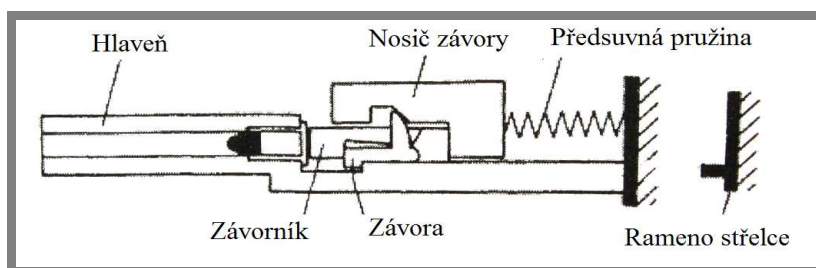 Hlaveň
Nosič závory
Předsuvná pružina
Závorník
Závora
Rameno střelce